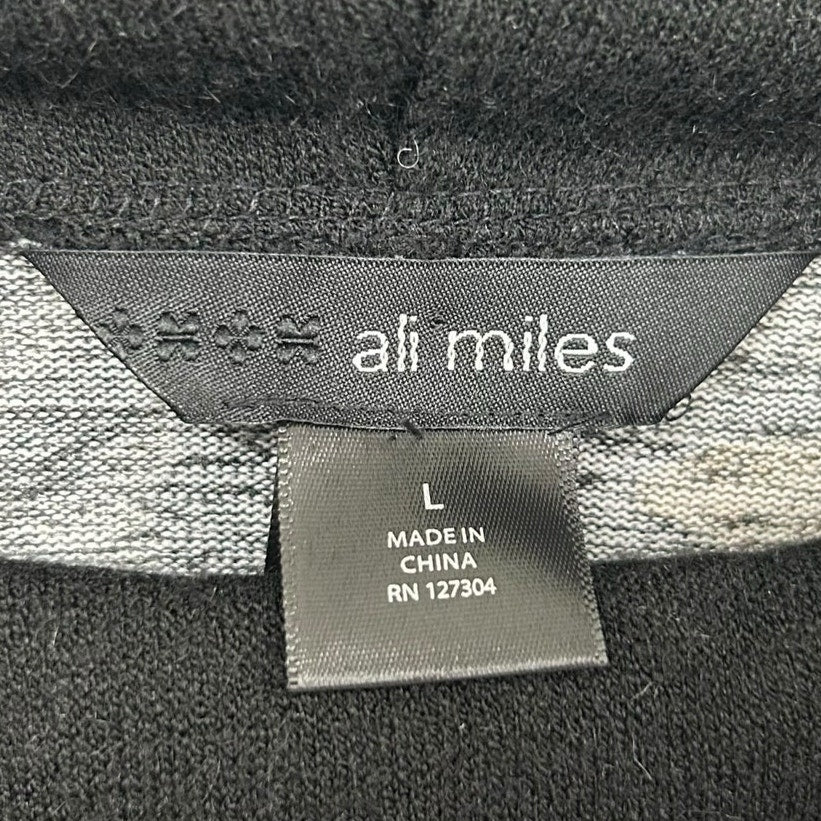 ali miles
L
MADE IN
CHINA
RN 127304